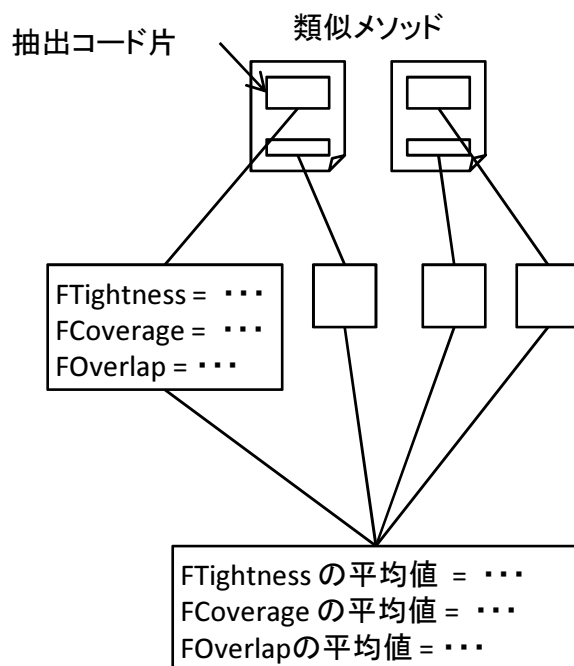 類似メソッド
抽出コード片
FTightness = ・・・
FCoverage = ・・・
FOverlap = ・・・
FTightness の平均値 = ・・・
FCoverage の平均値 = ・・・
FOverlapの平均値 = ・・・